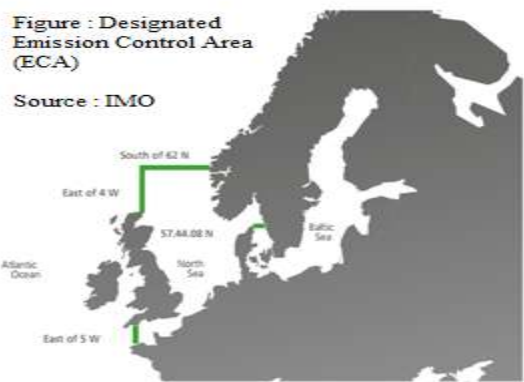 Figure : Designated
Emission Control Area
(ECA)
Source : IMO
South of 62 N
East of 4 W
57.44.08 N
Baltic
Sea
Atlantic
Ocean
North
Sea
East of 5 W